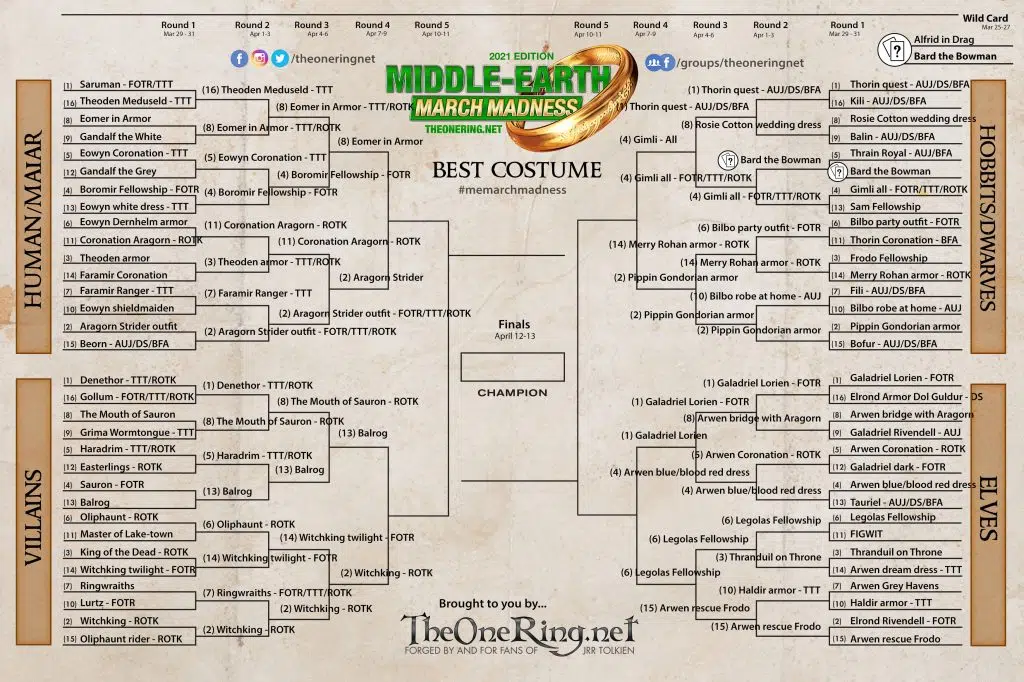 Round 1
Mar 29 - 31
Round 2
Apr 1-3
Round 3
Apr 4-6
Round 4
Apr 7-9
Round 5
Apr 10-11
Round 5
Apr 10-11
Round 4
Apr 7-9
Round 3
Apr 4-6
Round 2
Apr 1-3
Round 1
Mar 29 - 31
Wild Card
Mar 25-27
Alfrid in Drag
Bard the Bowman
/theoneringnet
/groups/theoneringnet
2021 EDITION
MIDDLE-EARTH
MARCH MADNESS
THEONERING.NET
BEST COSTUME
#memarchmadness
HUMAN/MAIAR
(1) Saruman - FOTR/TTT
(16) Theoden Meduseld - TTT
(8) Eomer in Armor
(9) Gandalf the White
(5) Eowyn Coronation - TTT
(12) Gandalf the Grey
(4) Boromir Fellowship - FOTR
(13) Eowyn white dress - TTT
(6) Eowyn Dernhelm armor
(11) Coronation Aragorn - ROTK
(3) Theoden armor
(14) Faramir Coronation
(7) Faramir Ranger - TTT
(10) Eowyn shieldmaiden
(2) Aragorn Strider outfit
(15) Beorn - AUJ/DS/BFA
(16) Theoden Meduseld - TTT
(8) Eomer in Armor - TTT/ROTK
(5) Eowyn Coronation - TTT
(4) Boromir Fellowship - FOTR
(11) Coronation Aragorn - ROTK
(3) Theoden armor - TTT/ROTK
(7) Faramir Ranger - TTT
(2) Aragorn Strider outfit - FOTR/TTT/ROTK
(8) Eomer in Armor - TTT/ROTK
(4) Boromir Fellowship - FOTR
(11) Coronation Aragorn - ROTK
(2) Aragorn Strider outfit - FOTR/TTT/ROTK
(8) Eomer in Armor
(2) Aragorn Strider
VILLAINS
(1) Denethor - TTT/ROTK
(16) Gollum - FOTR/TTT/ROTK
(8) The Mouth of Sauron
(9) Grima Wormtongue - TTT
(5) Haradrim - TTT/ROTK
(12) Easterlings - ROTK
(4) Sauron - FOTR
(13) Balrog
(6) Oliphaunt - ROTK
(11) Master of Lake-town
(3) King of the Dead - ROTK
(14) Witchking twilight - FOTR
(7) Ringwraiths
(10) Lurtz - FOTR
(2) Witchking - ROTK
(15) Oliphaunt rider - ROTK
(1) Denethor - TTT/ROTK
(8) The Mouth of Sauron - ROTK
(5) Haradrim - TTT/ROTK
(13) Balrog
(6) Oliphaunt - ROTK
(14) Witchking twilight - FOTR
(7) Ringwraiths - FOTR/TTT/ROTK
(2) Witchking - ROTK
(8) The Mouth of Sauron - ROTK
(13) Balrog
(14) Witchking twilight - FOTR
(2) Witchking - ROTK
(13) Balrog
(2) Witchking - ROTK
Finals
April 12-13
CHAMPION
(1) Thorin quest - AUJ/DS/BFA
(4) Gimli - All
(2) Pippin Gondorian armor
(4) Gimli all - FOTR/TTT/ROTK
(14) Merry Rohan armor - ROTK
(2) Pippin Gondorian armor
(1) Thorin quest - AUJ/DS/BFA
(8) Rosie Cotton wedding dress
Bard the Bowman
(4) Gimli all - FOTR/TTT/ROTK
(6) Bilbo party outfit - FOTR
(14) Merry Rohan armor - ROTK
(10) Bilbo robe at home - AUJ
(2) Pippin Gondorian armor
HOBBITS/DWARVES
(1) Thorin quest - AUJ/DS/BFA
(16) Kili - AUJ/DS/BFA
(8) Rosie Cotton wedding dress
(9) Balin - AUJ/DS/BFA
(5) Thrain Royal - AUJ/BFA
Bard the Bowman
(4) Gimli all - FOTR/TTT/ROTK
(13) Sam Fellowship
(6) Bilbo party outfit - FOTR
(11) Thorin Coronation - BFA
(3) Frodo Fellowship
(14) Merry Rohan armor - ROTK
(7) Fili - AUJ/DS/BFA
(10) Bilbo robe at home - AUJ
(2) Pippin Gondorian armor
(15) Bofur - AUJ/DS/BFA
ELVES
(1) Galadriel Lorien - FOTR
(16) Elrond Armor Dol Guldur - DS
(8) Arwen bridge with Aragorn
(9) Galadriel Rivendell - AUJ
(5) Arwen Coronation - ROTK
(12) Galadriel dark - FOTR
(4) Arwen blue/blood red dress
(13) Tauriel - AUJ/DS/BFA
(6) Legolas Fellowship
(11) FIGWIT
(3) Thranduil on Throne
(14) Arwen dream dress - TTT
(7) Arwen Grey Havens
(10) Haldir armor - TTT
(2) Elrond Rivendell - FOTR
(15) Arwen rescue Frodo
(1) Galadriel Lorien - FOTR
(8) Arwen bridge with Aragorn
(5) Arwen Coronation - ROTK
(4) Arwen blue/blood red dress
(6) Legolas Fellowship
(3) Thranduil on Throne
(10) Haldir armor - TTT
(15) Arwen rescue Frodo
(1) Galadriel Lorien - FOTR
(4) Arwen blue/blood red dress
(6) Legolas Fellowship
(15) Arwen rescue Frodo
(1) Galadriel Lorien
(6) Legolas Fellowship
Brought to you by...
TheOneRing.net
FORGED BY AND FOR FANS OF JRR TOLKIEN